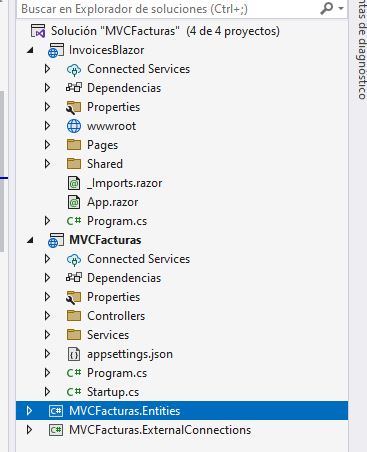 Buscar en Explorador de soluciones (Ctrl+;)
Solución "MVCFacturas" (4 de 4 proyectos)
InvoicesBlazor
Connected Services
Dependencias
Properties
wwwroot
Pages
Shared
_Imports.razor
App.razor
C# Program.cs
MVCFacturas
Connected Services
Dependencias
Properties
Controllers
Services
appsettings.json
C# Program.cs
C# Startup.cs
C# MVCFacturas.Entities
C# MVCFacturas.ExternalConnections
ntas de diagnóstico